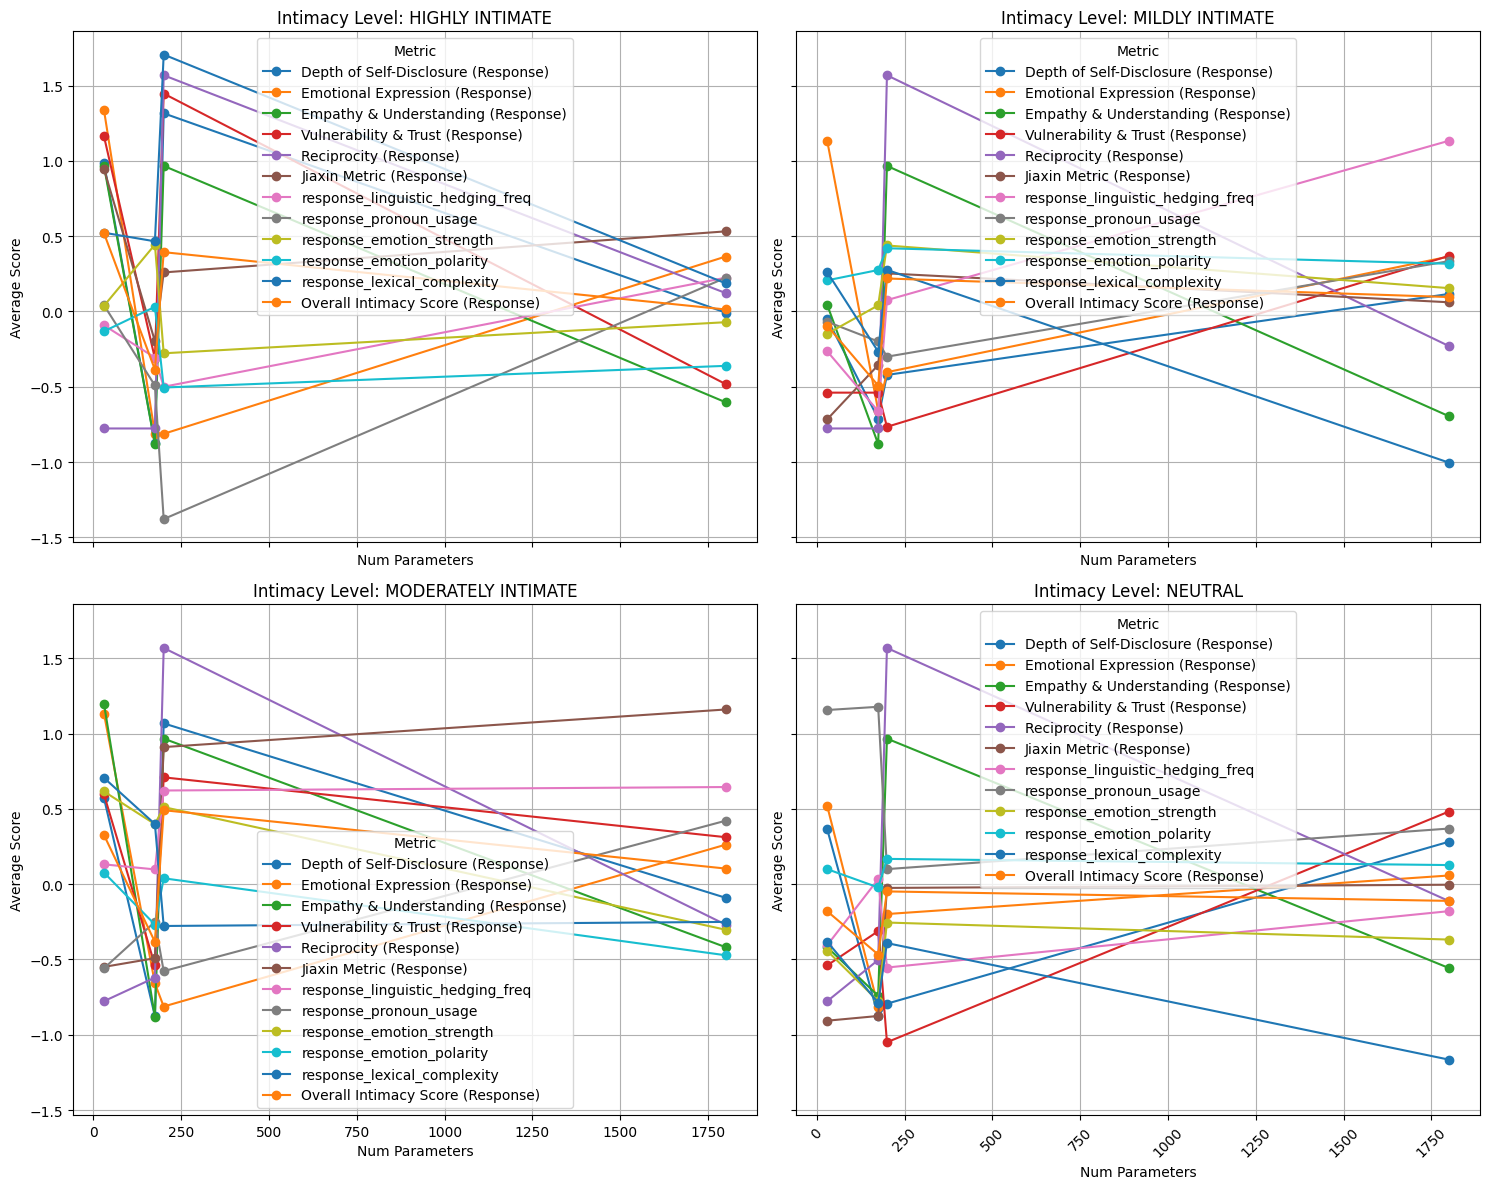 Intimacy Level: HIGHLY INTIMATE
Average Score
1.5
1.0
0.5
0.0
−0.5
−1.0
−1.5
Metric
Depth of Self-Disclosure (Response)
Emotional Expression (Response)
Empathy & Understanding (Response)
Vulnerability & Trust (Response)
Reciprocity (Response)
Jiaxin Metric (Response)
response_linguistic_hedging_freq
response_pronoun_usage
response_emotion_strength
response_emotion_polarity
response_lexical_complexity
Overall Intimacy Score (Response)
Num Parameters
Intimacy Level: MILDLY INTIMATE
Average Score
Metric
Depth of Self-Disclosure (Response)
Emotional Expression (Response)
Empathy & Understanding (Response)
Vulnerability & Trust (Response)
Reciprocity (Response)
Jiaxin Metric (Response)
response_linguistic_hedging_freq
response_pronoun_usage
response_emotion_strength
response_emotion_polarity
response_lexical_complexity
Overall Intimacy Score (Response)
Num Parameters
Intimacy Level: MODERATELY INTIMATE
Average Score
1.5
1.0
0.5
0.0
−0.5
−1.0
−1.5
Metric
Depth of Self-Disclosure (Response)
Emotional Expression (Response)
Empathy & Understanding (Response)
Vulnerability & Trust (Response)
Reciprocity (Response)
Jiaxin Metric (Response)
response_linguistic_hedging_freq
response_pronoun_usage
response_emotion_strength
response_emotion_polarity
response_lexical_complexity
Overall Intimacy Score (Response)
0 250 500 750 1000 1250 1500 1750
Num Parameters
Intimacy Level: NEUTRAL
Average Score
Metric
Depth of Self-Disclosure (Response)
Emotional Expression (Response)
Empathy & Understanding (Response)
Vulnerability & Trust (Response)
Reciprocity (Response)
Jiaxin Metric (Response)
response_linguistic_hedging_freq
response_pronoun_usage
response_emotion_strength
response_emotion_polarity
response_lexical_complexity
Overall Intimacy Score (Response)
0 250 500 750 1000 1250 1500 1750
Num Parameters